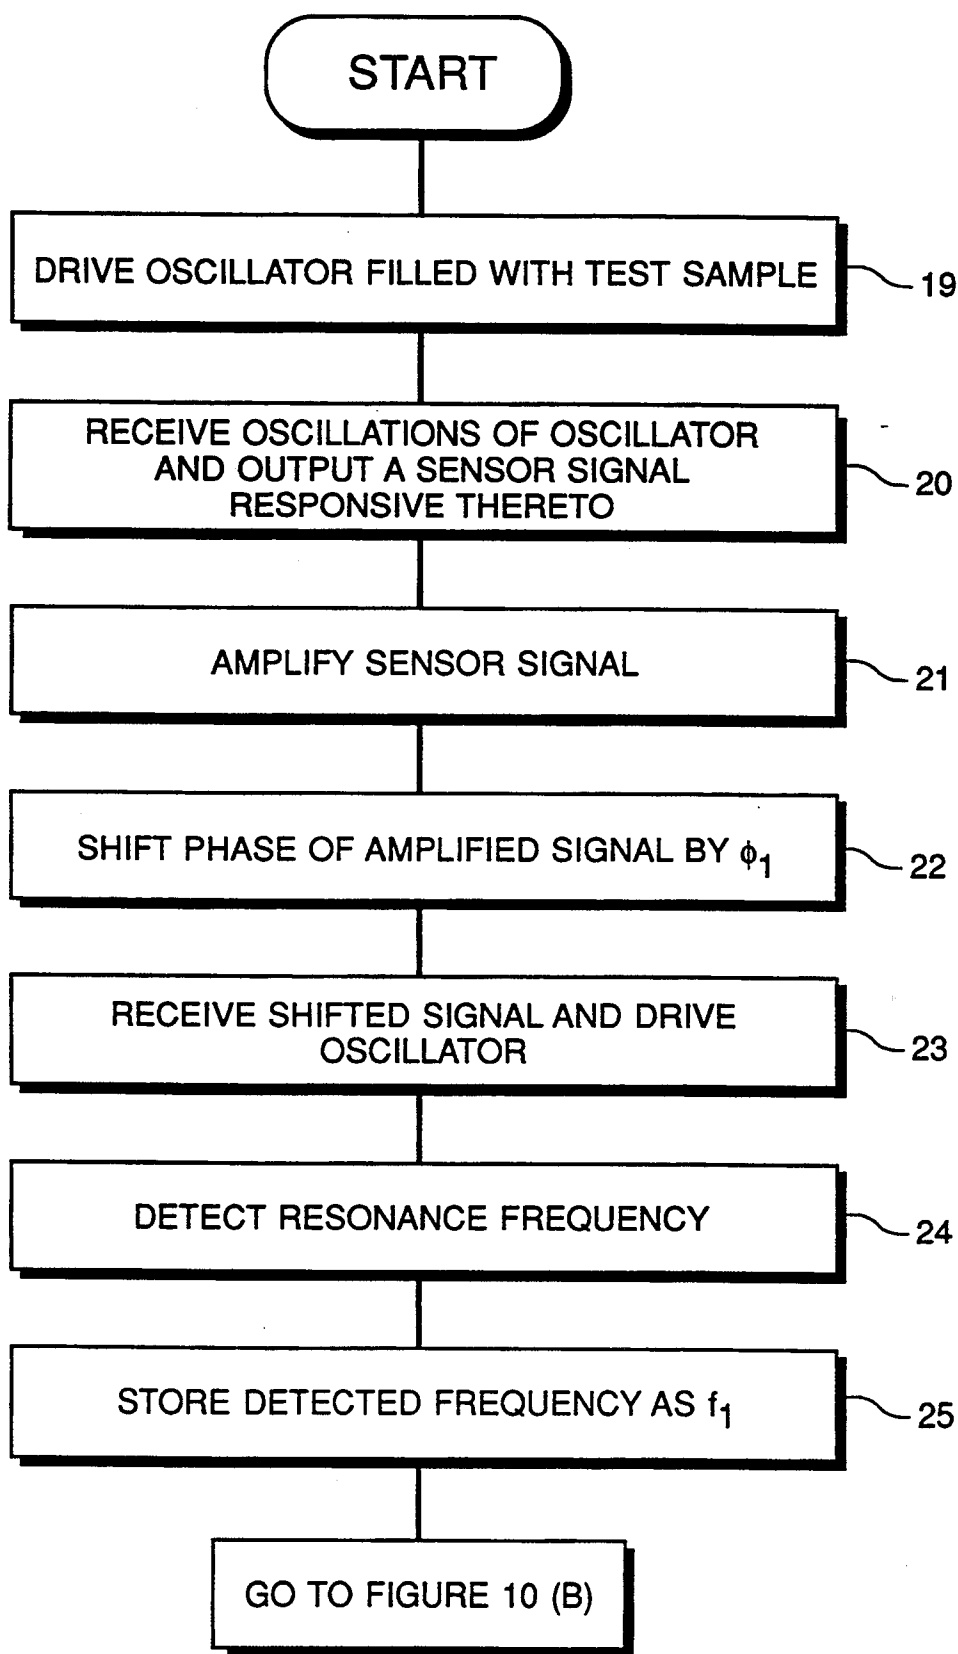 START
DRIVE OSCILLATOR FILLED WITH TEST SAMPLE
19
RECEIVE OSCILLATIONS OF OSCILLATOR
AND OUTPUT A SENSOR SIGNAL
RESPONSIVE THERETO
20
AMPLIFY SENSOR SIGNAL
21
SHIFT PHASE OF AMPLIFIED SIGNAL BY ϕ₁
22
RECEIVE SHIFTED SIGNAL AND DRIVE
OSCILLATOR
23
DETECT RESONANCE FREQUENCY
24
STORE DETECTED FREQUENCY AS f₁
25
GO TO FIGURE 10 (B)